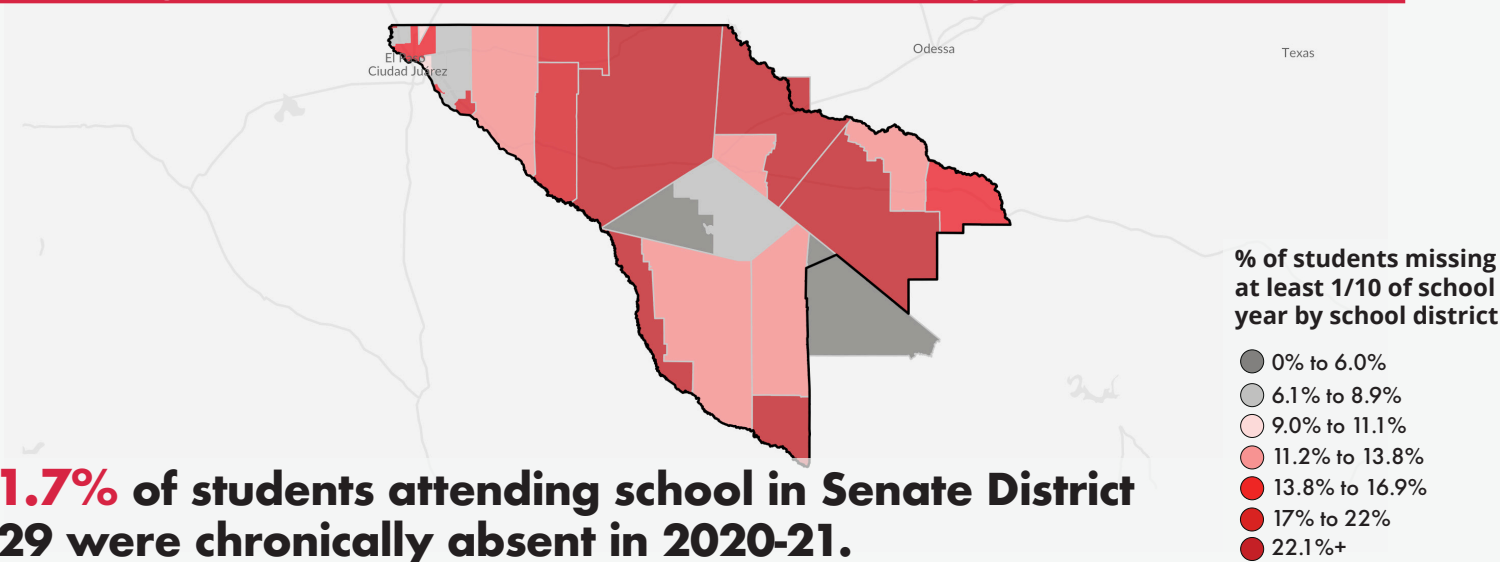 Odessa
Texas
El Paso
Ciudad Juárez
% of students missing
at least 1/10 of school
year by school district
0% to 6.0%
6.1% to 8.9%
9.0% to 11.1%
11.2% to 13.8%
13.8% to 16.9%
17% to 22%
22.1%+
1.7% of students attending school in Senate District
29 were chronically absent in 2020-21.